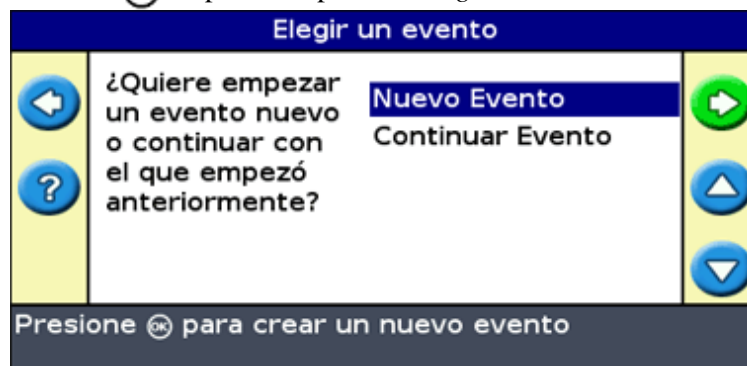 Elegir un evento
¿Quiere empezar
un evento nuevo
o continuar con
el que empezó
anteriormente?
Nuevo Evento
Continuar Evento
?
Presione OK para crear un nuevo evento